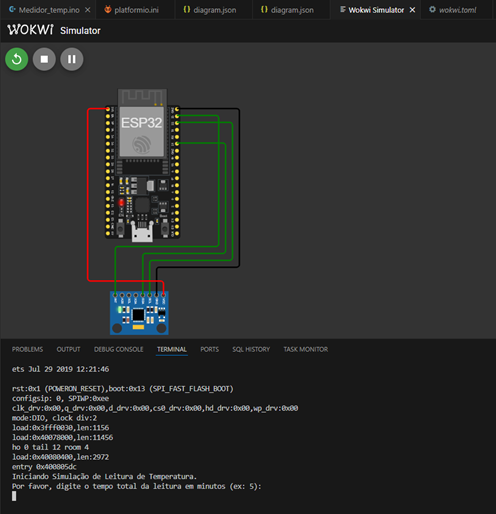 Medidor_temp.ino
platformio.ini
diagram.json
diagram.json
Wokwi Simulator
wokwi.toml
WOKWI Simulator
ESP32
PROBLEMS
OUTPUT
DEBUG CONSOLE
TERMINAL
PORTS
SQL HISTORY
TASK MONITOR
ets Jul 29 2019 12:21:46
rst:0x1 (POWERON_RESET),boot:0x13 (SPI_FAST_FLASH_BOOT)
configsip: 0, SPIWP:0xee
clk_drv:0x00,q_drv:0x00,d_drv:0x00,cs0_drv:0x00,hd_drv:0x00,wp_drv:0x00
mode:DIO, clock div:2
load:0x3fff0030,len:1156
load:0x40078000,len:11456
ho 0 tail 12 room 4
load:0x40080400,len:2972
entry 0x400805dc
Iniciando Simulação de Leitura de Temperatura.
Por favor, digite o tempo total da leitura em minutos (ex: 5):